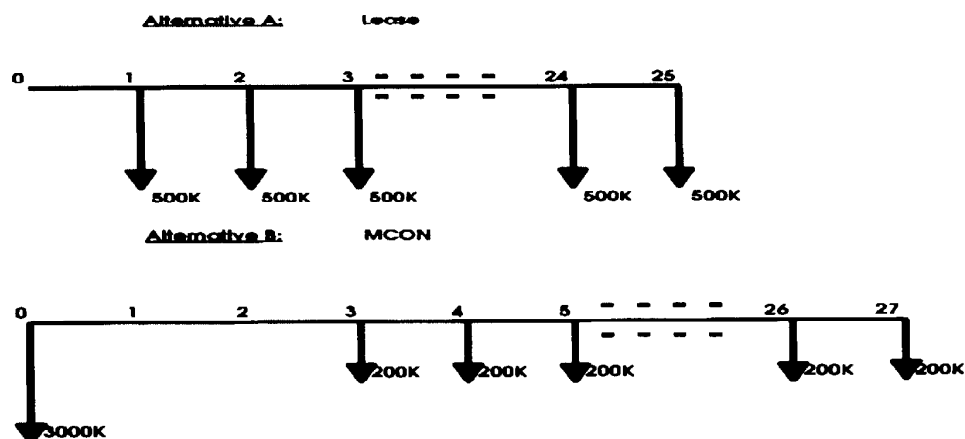 Alternative A: Lease
0 1 2 3 24 25
500K 500K 500K 500K 500K
Alternative B: MCON
0 1 2 3 4 5 26 27
200K 200K 200K 200K 200K
3000K